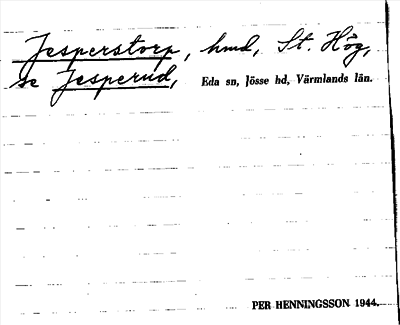 Jesperstorp, hmd, St. Hög,
se Jesperud, Eda sn, Jösse hd, Värmlands län.
PER HENNINGSSON 1944.